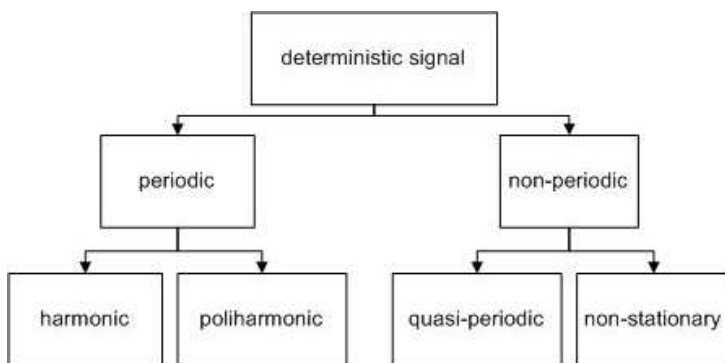 deterministic signal
periodic
non-periodic
harmonic
poliharmonic
quasi-periodic
non-stationary